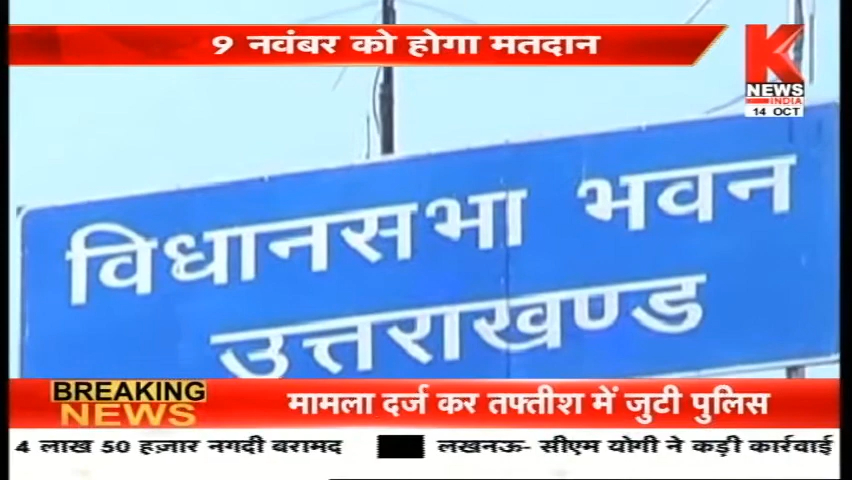 9 नवंबर को होगा मतदान
K
NEWS
INDIA
14 OCT
विधानसभा भवन
उत्तराखण्ड
BREAKING
NEWS
मामला दर्ज कर तफ्तीश में जुटी पुलिस
4 लाख 50 हज़ार नगदी बरामद
लखनऊ- सीएम योगी ने कड़ी कार्रवाई